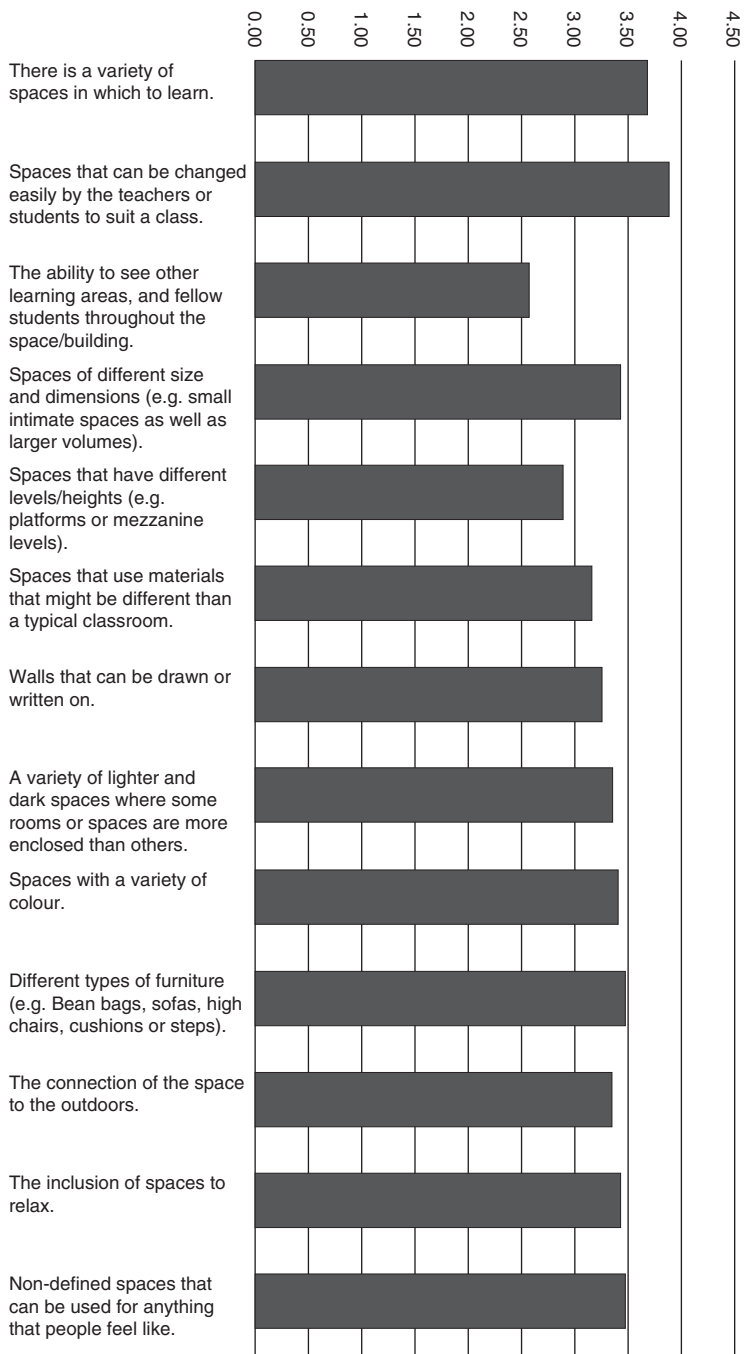 0.00
0.50
1.00
1.50
2.00
2.50
3.00
3.50
4.00
4.50
There is a variety of
spaces in which to learn.
Spaces that can be changed
easily by the teachers or
students to suit a class.
The ability to see other
learning areas, and fellow
students throughout the
space/building.
Spaces of different size
and dimensions (e.g. small
intimate spaces as well as
larger volumes).
Spaces that have different
levels/heights (e.g.
platforms or mezzanine
levels).
Spaces that use materials
that might be different than
a typical classroom.
Walls that can be drawn or
written on.
A variety of lighter and
dark spaces where some
rooms or spaces are more
enclosed than others.
Spaces with a variety of
colour.
Different types of furniture
(e.g. Bean bags, sofas, high
chairs, cushions or steps).
The connection of the space
to the outdoors.
The inclusion of spaces to
relax.
Non-defined spaces that
can be used for anything
that people feel like.